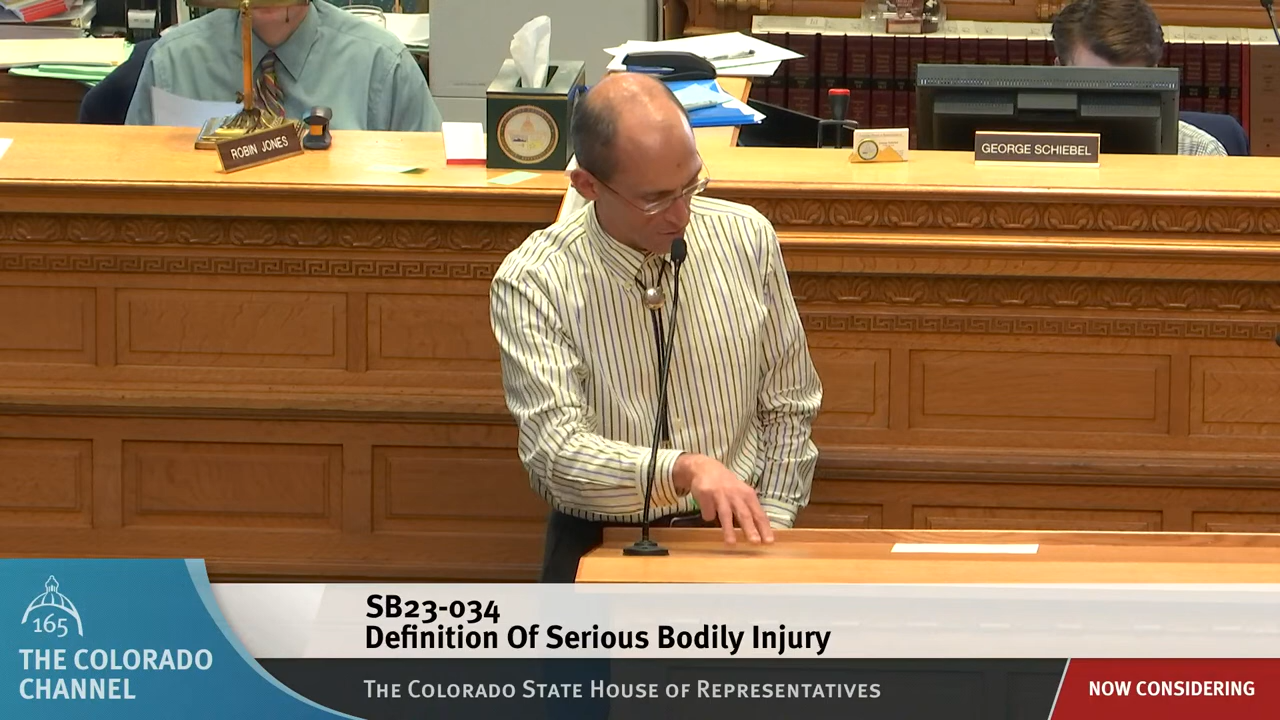 ROBIN JONES
GEORGE SCHIEBEL
165
THE COLORADO
CHANNEL
SB23-034
Definition Of Serious Bodily Injury
THE COLORADO STATE HOUSE OF REPRESENTATIVES
NOW CONSIDERING